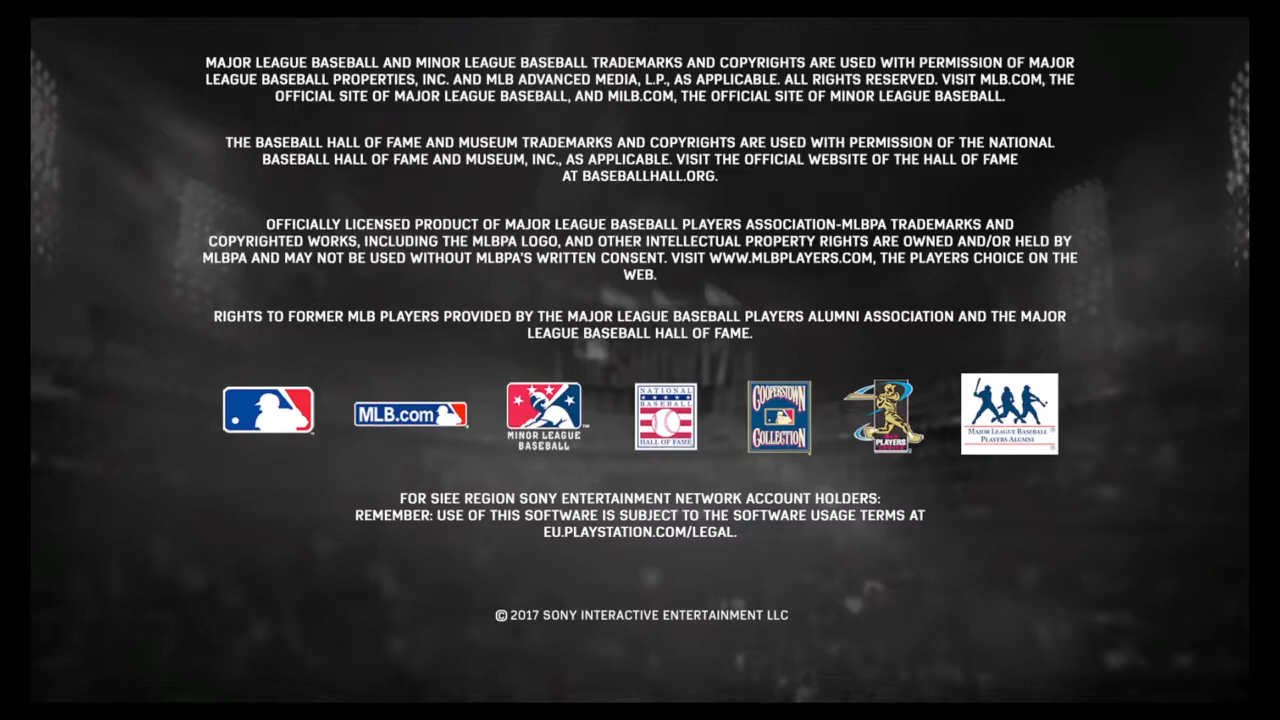 MAJOR LEAGUE BASEBALL AND MINOR LEAGUE BASEBALL TRADEMARKS AND COPYRIGHTS ARE USED WITH PERMISSION OF MAJOR
LEAGUE BASEBALL PROPERTIES, INC. AND MLB ADVANCED MEDIA, L.P., AS APPLICABLE. ALL RIGHTS RESERVED. VISIT MLB.COM, THE
OFFICIAL SITE OF MAJOR LEAGUE BASEBALL, AND MILB.COM, THE OFFICIAL SITE OF MINOR LEAGUE BASEBALL.
THE BASEBALL HALL OF FAME AND MUSEUM TRADEMARKS AND COPYRIGHTS ARE USED WITH PERMISSION OF THE NATIONAL
BASEBALL HALL OF FAME AND MUSEUM, INC., AS APPLICABLE. VISIT THE OFFICIAL WEBSITE OF THE HALL OF FAME
AT BASEBALLHALL.ORG.
OFFICIALLY LICENSED PRODUCT OF MAJOR LEAGUE BASEBALL PLAYERS ASSOCIATION-MLBPA TRADEMARKS AND
COPYRIGHTED WORKS, INCLUDING THE MLBPA LOGO, AND OTHER INTELLECTUAL PROPERTY RIGHTS ARE OWNED AND/OR HELD BY
MLBPA AND MAY NOT BE USED WITHOUT MLBPA'S WRITTEN CONSENT. VISIT WWW.MLBPLAYERS.COM, THE PLAYERS CHOICE ON THE
WEB.
RIGHTS TO FORMER MLB PLAYERS PROVIDED BY THE MAJOR LEAGUE BASEBALL PLAYERS ALUMNI ASSOCIATION AND THE MAJOR
LEAGUE BASEBALL HALL OF FAME.
MLB.com
MINOR LEAGUE
BASEBALL
NATIONAL
BASEBALL
HALL OF FAME
COOPERSTOWN
COLLECTION
PLAYERS
MAJOR LEAGUE BASEBALL
PLAYERS ALUMNI
FOR SIEE REGION SONY ENTERTAINMENT NETWORK ACCOUNT HOLDERS:
REMEMBER: USE OF THIS SOFTWARE IS SUBJECT TO THE SOFTWARE USAGE TERMS AT
EU.PLAYSTATION.COM/LEGAL.
© 2017 SONY INTERACTIVE ENTERTAINMENT LLC